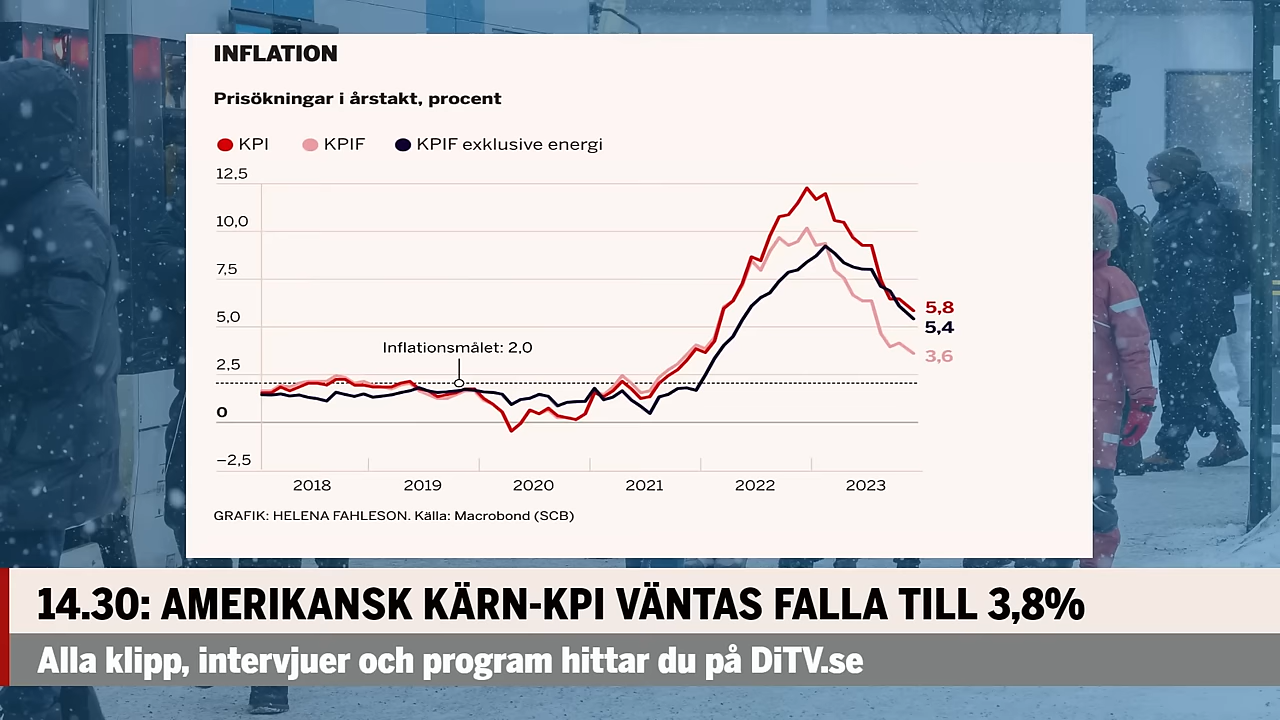 INFLATION
Prisökningar i årstakt, procent
KPI KPIF KPIF exklusive energi
12,5
10,0
7,5
5,0
2,5
0
−2,5
Inflationsmålet: 2,0
5,8
5,4
3,6
2018 2019 2020 2021 2022 2023
GRAFIK: HELENA FAHLESON. Källa: Macrobond (SCB)
14.30: AMERIKANSK KÄRN-KPI VÄNTAS FALLA TILL 3,8%
Alla klipp, intervjuer och program hittar du på DiTV.se